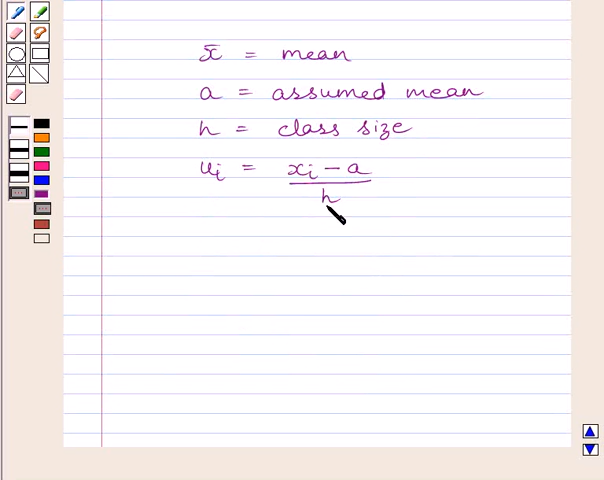 x̄ = mean
a = assumed mean
h = class size
uᵢ = xᵢ - a / h